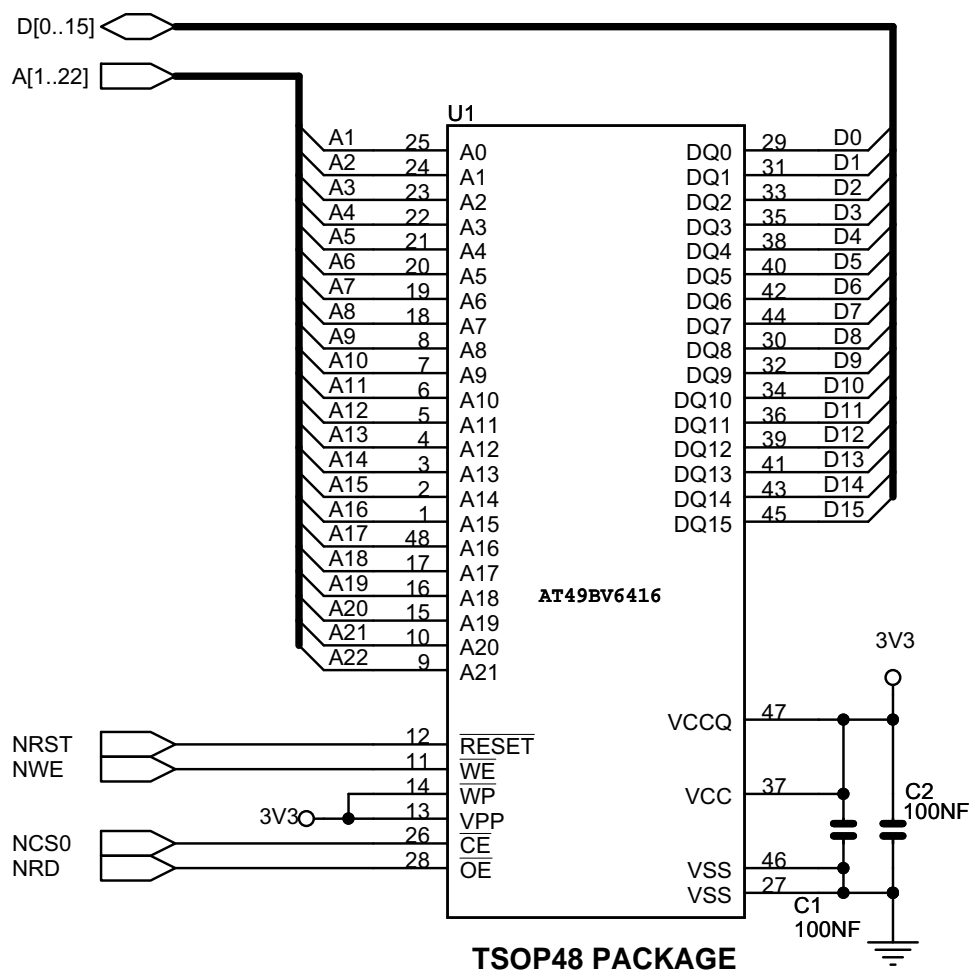 D[0..15]
A[1..22]
U1
A1 25 A0 DQ0 29 D0
A2 24 A1 DQ1 31 D1
A3 23 A2 DQ2 33 D2
A4 22 A3 DQ3 35 D3
A5 21 A4 DQ4 38 D4
A6 20 A5 DQ5 40 D5
A7 19 A6 DQ6 42 D6
A8 18 A7 DQ7 44 D7
A9 8 A8 DQ8 30 D8
A10 7 A9 DQ9 32 D9
A11 6 A10 DQ10 34 D10
A12 5 A11 DQ11 36 D11
A13 4 A12 DQ12 39 D12
A14 3 A13 DQ13 41 D13
A15 2 A14 DQ14 43 D14
A16 1 A15 DQ15 45 D15
A17 48 A16
A18 17 A17
A19 16 A18 AT49BV6416
A20 15 A19
A21 10 A20
A22 9 A21
3V3
VCCQ 47
NRST 12 RESET
NWE 11 WE
14 WP VCC 37 C2
100NF
3V3 13 VPP
NCS0 26 CE
NRD 28 OE VSS 46
VSS 27
C1
100NF
TSOP48 PACKAGE